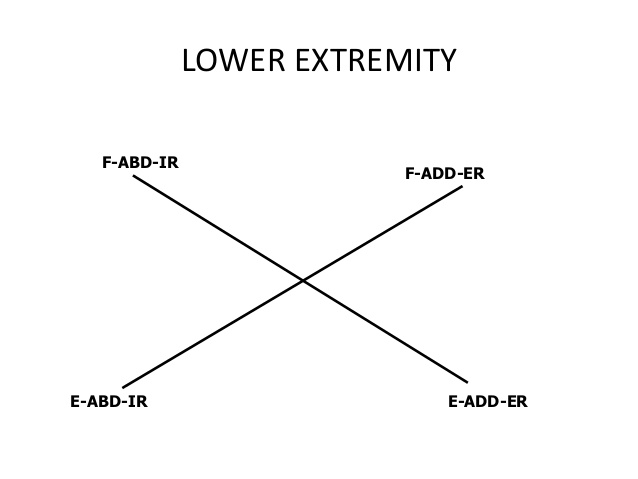 LOWER EXTREMITY
F-ABD-IR
F-ADD-ER
E-ABD-IR
E-ADD-ER